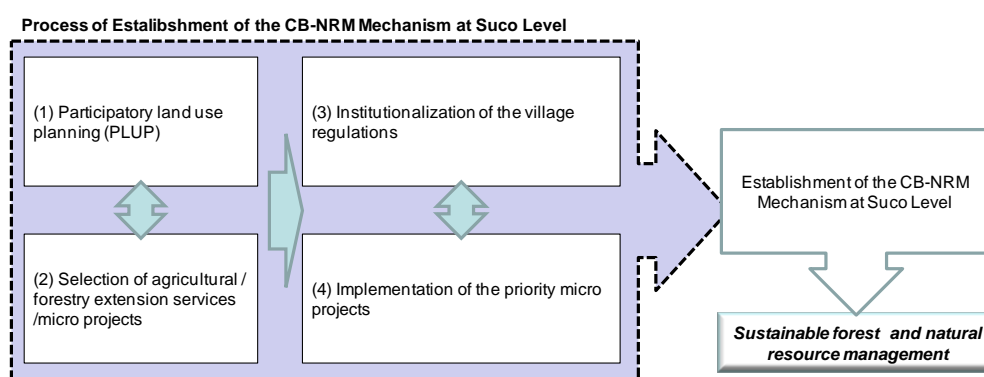 Process of Estalibshment of the CB-NRM Mechanism at Suco Level
(1) Participatory land use
planning (PLUP)
(3) Institutionalization of the village
regulations
(2) Selection of agricultural /
forestry extension services
/micro projects
(4) Implementation of the priority micro
projects
Establishment of the CB-NRM
Mechanism at Suco Level
Sustainable forest and natural
resource management